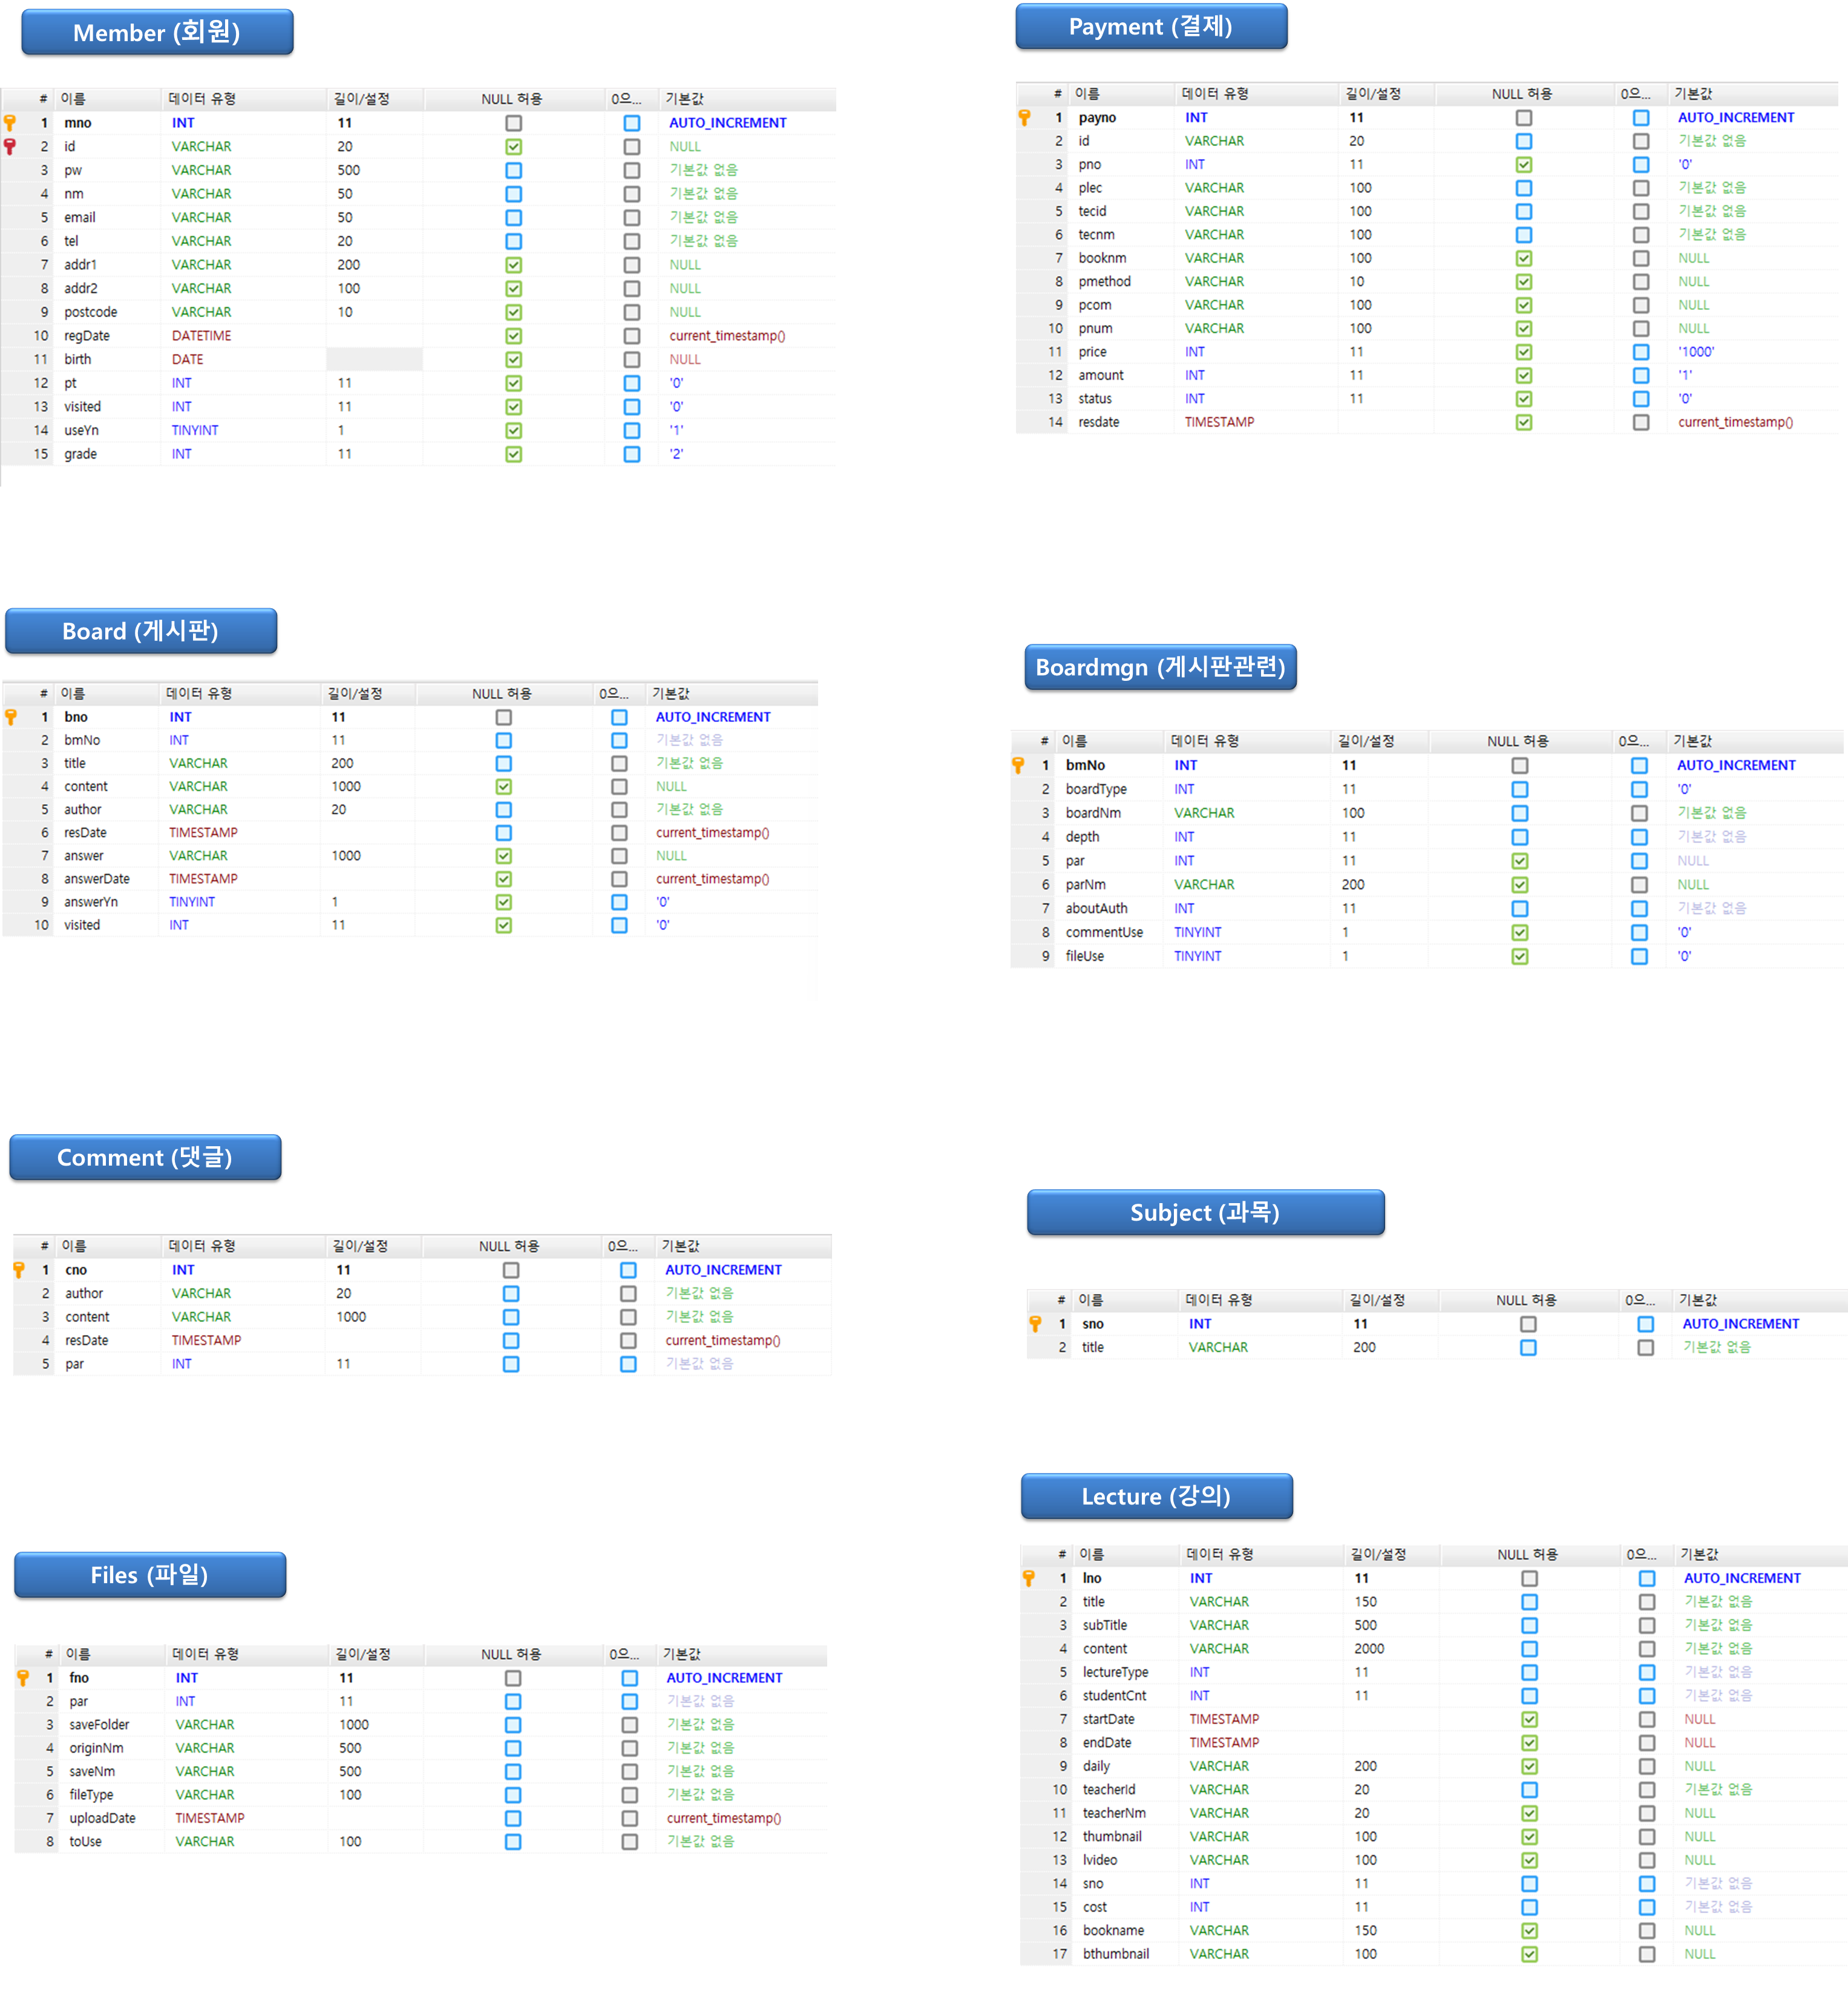 Member (회원)
# 이름 데이터 유형 길이/설정 NULL 허용 0으... 기본값
1 mno INT 11 AUTO_INCREMENT
2 id VARCHAR 20 NULL
3 pw VARCHAR 500 기본값 없음
4 nm VARCHAR 50 기본값 없음
5 email VARCHAR 50 기본값 없음
6 tel VARCHAR 20 기본값 없음
7 addr1 VARCHAR 200 NULL
8 addr2 VARCHAR 100 NULL
9 postcode VARCHAR 10 NULL
10 regDate DATETIME current_timestamp()
11 birth DATE NULL
12 pt INT 11 '0'
13 visited INT 11 '0'
14 useYn TINYINT 1 '1'
15 grade INT 11 '2'
Payment (결제)
# 이름 데이터 유형 길이/설정 NULL 허용 0으... 기본값
1 payno INT 11 AUTO_INCREMENT
2 id VARCHAR 20 기본값 없음
3 pno INT 11 '0'
4 plec VARCHAR 100 기본값 없음
5 tecid VARCHAR 100 기본값 없음
6 tecnm VARCHAR 100 기본값 없음
7 booknm VARCHAR 100 NULL
8 pmethod VARCHAR 10 NULL
9 pcom VARCHAR 100 NULL
10 pnum VARCHAR 100 NULL
11 price INT 11 '1000'
12 amount INT 11 '1'
13 status INT 11 '0'
14 resdate TIMESTAMP current_timestamp()
Board (게시판)
# 이름 데이터 유형 길이/설정 NULL 허용 0으... 기본값
1 bno INT 11 AUTO_INCREMENT
2 bmNo INT 11 기본값 없음
3 title VARCHAR 200 기본값 없음
4 content VARCHAR 1000 NULL
5 author VARCHAR 20 기본값 없음
6 resDate TIMESTAMP current_timestamp()
7 answer VARCHAR 1000 NULL
8 answerDate TIMESTAMP current_timestamp()
9 answerYn TINYINT 1 '0'
10 visited INT 11 '0'
Boardmgn (게시판관련)
# 이름 데이터 유형 길이/설정 NULL 허용 0으... 기본값
1 bmNo INT 11 AUTO_INCREMENT
2 boardType INT 11 '0'
3 boardNm VARCHAR 100 기본값 없음
4 depth INT 11 기본값 없음
5 par INT 11 NULL
6 parNm VARCHAR 200 NULL
7 aboutAuth INT 11 기본값 없음
8 commentUse TINYINT 1 '0'
9 fileUse TINYINT 1 '0'
Comment (댓글)
# 이름 데이터 유형 길이/설정 NULL 허용 0으... 기본값
1 cno INT 11 AUTO_INCREMENT
2 author VARCHAR 20 기본값 없음
3 content VARCHAR 1000 기본값 없음
4 resDate TIMESTAMP current_timestamp()
5 par INT 11 기본값 없음
Subject (과목)
# 이름 데이터 유형 길이/설정 NULL 허용 0으... 기본값
1 sno INT 11 AUTO_INCREMENT
2 title VARCHAR 200 기본값 없음
Files (파일)
# 이름 데이터 유형 길이/설정 NULL 허용 0으... 기본값
1 fno INT 11 AUTO_INCREMENT
2 par INT 11 기본값 없음
3 saveFolder VARCHAR 1000 기본값 없음
4 originNm VARCHAR 500 기본값 없음
5 saveNm VARCHAR 500 기본값 없음
6 fileType VARCHAR 100 기본값 없음
7 uploadDate TIMESTAMP current_timestamp()
8 toUse VARCHAR 100 기본값 없음
Lecture (강의)
# 이름 데이터 유형 길이/설정 NULL 허용 0으... 기본값
1 lno INT 11 AUTO_INCREMENT
2 title VARCHAR 150 기본값 없음
3 subTitle VARCHAR 500 기본값 없음
4 content VARCHAR 2000 기본값 없음
5 lectureType INT 11 기본값 없음
6 studentCnt INT 11 기본값 없음
7 startDate TIMESTAMP NULL
8 endDate TIMESTAMP NULL
9 daily VARCHAR 200 NULL
10 teacherId VARCHAR 20 기본값 없음
11 teacherNm VARCHAR 20 NULL
12 thumbnail VARCHAR 100 NULL
13 lvideo VARCHAR 100 NULL
14 sno INT 11 기본값 없음
15 cost INT 11 기본값 없음
16 bookname VARCHAR 150 NULL
17 bthumbnail VARCHAR 100 NULL